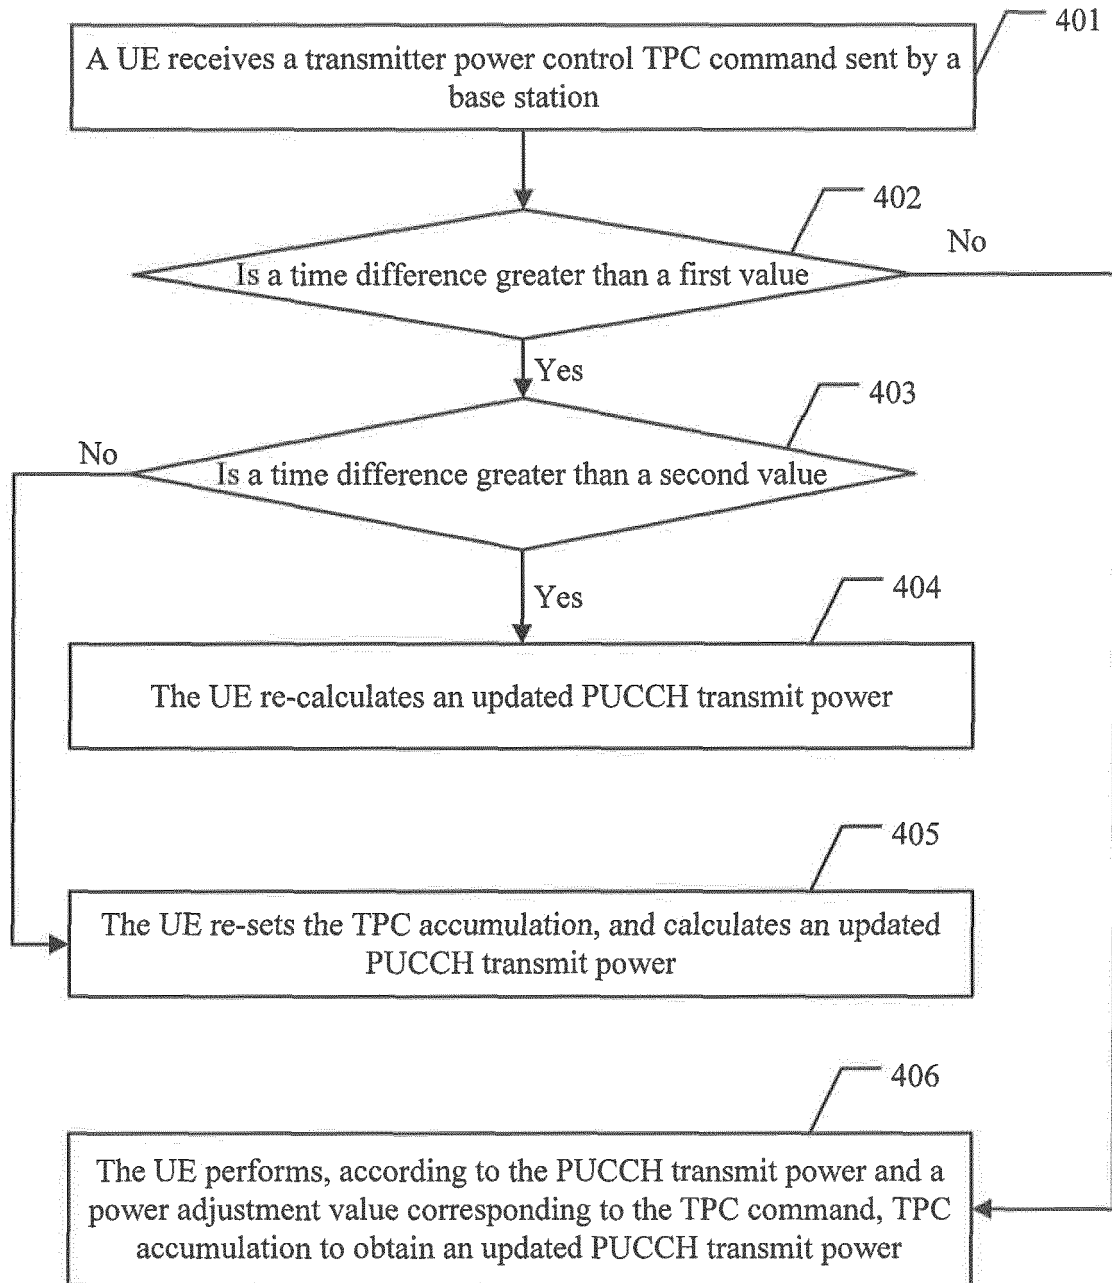 401
A UE receives a transmitter power control TPC command sent by a
base station
402
No
Is a time difference greater than a first value
Yes
403
No
Is a time difference greater than a second value
Yes
404
The UE re-calculates an updated PUCCH transmit power
405
The UE re-sets the TPC accumulation, and calculates an updated
PUCCH transmit power
406
The UE performs, according to the PUCCH transmit power and a
power adjustment value corresponding to the TPC command, TPC
accumulation to obtain an updated PUCCH transmit power